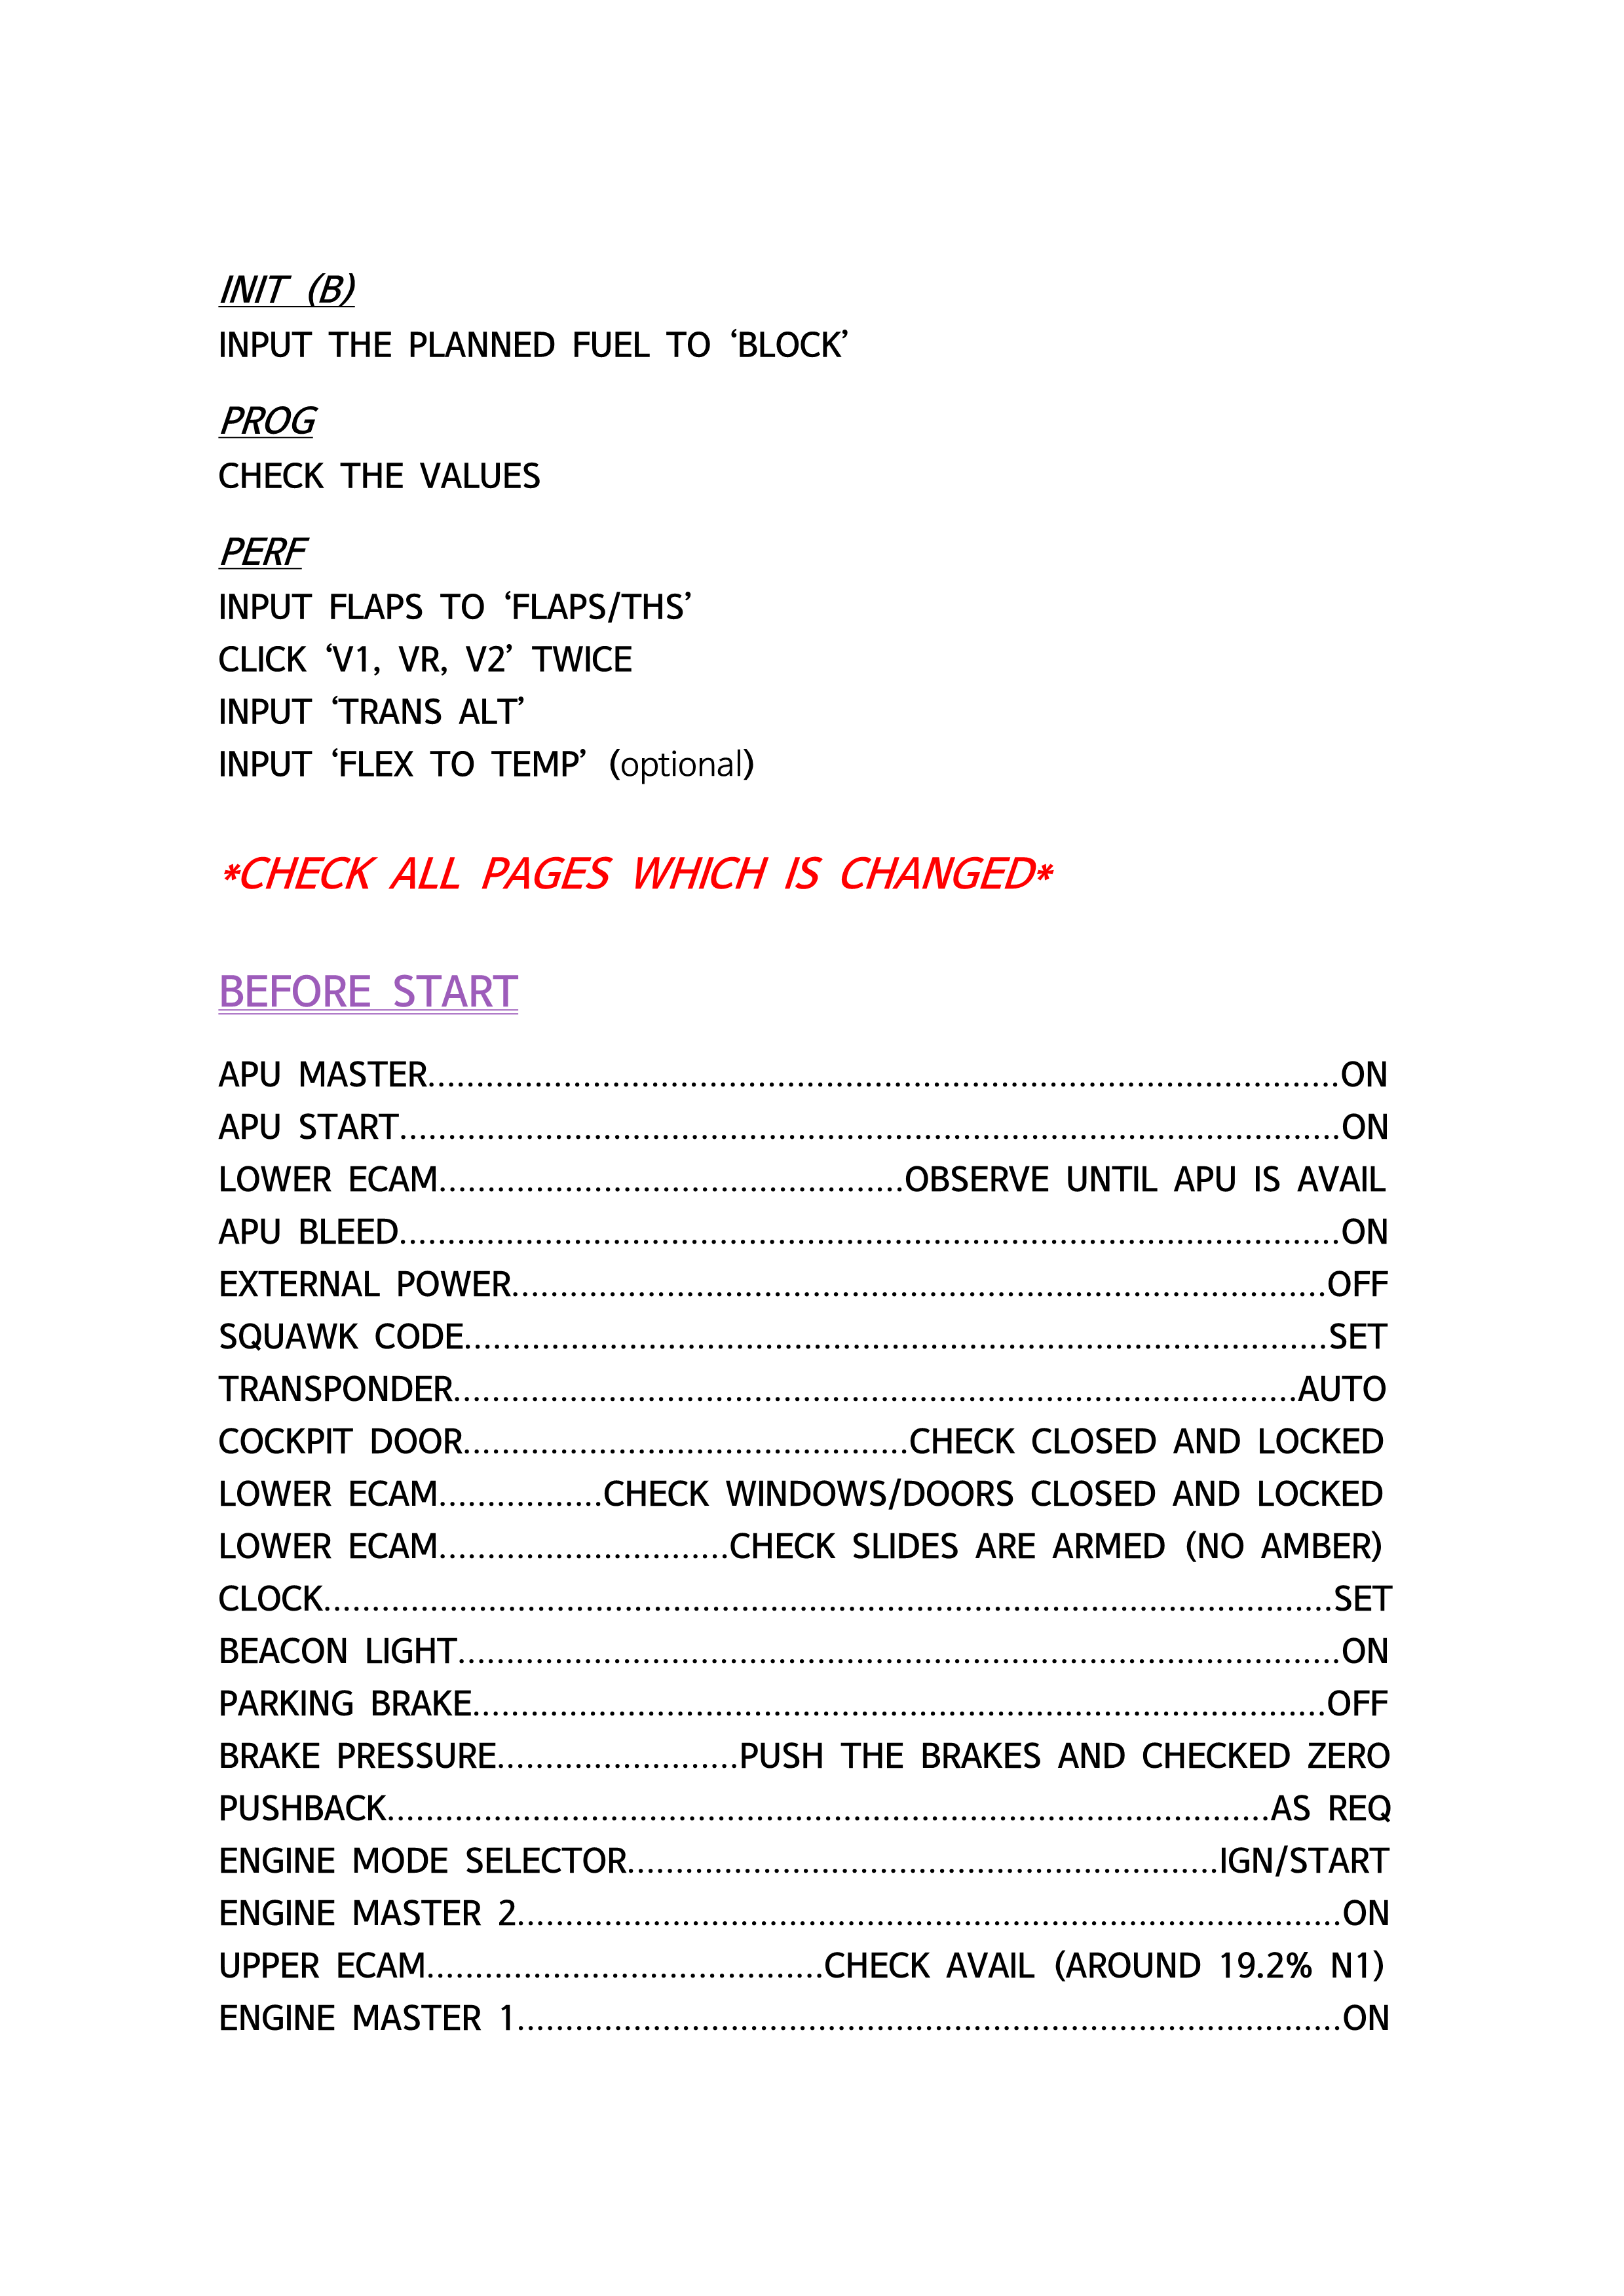 INIT (B)
INPUT THE PLANNED FUEL TO ‘BLOCK’
PROG
CHECK THE VALUES
PERF
INPUT FLAPS TO ‘FLAPS/THS’
CLICK ‘V1, VR, V2’ TWICE
INPUT ‘TRANS ALT’
INPUT ‘FLEX TO TEMP’ (optional)
*CHECK ALL PAGES WHICH IS CHANGED*
BEFORE START
APU MASTER..............................................................................................ON
APU START.................................................................................................ON
LOWER ECAM................................................OBSERVE UNTIL APU IS AVAIL
APU BLEED.................................................................................................ON
EXTERNAL POWER....................................................................................OFF
SQUAWK CODE.........................................................................................SET
TRANSPONDER.......................................................................................AUTO
COCKPIT DOOR..............................................CHECK CLOSED AND LOCKED
LOWER ECAM.................CHECK WINDOWS/DOORS CLOSED AND LOCKED
LOWER ECAM..............................CHECK SLIDES ARE ARMED (NO AMBER)
CLOCK........................................................................................................SET
BEACON LIGHT...........................................................................................ON
PARKING BRAKE........................................................................................OFF
BRAKE PRESSURE.........................PUSH THE BRAKES AND CHECKED ZERO
PUSHBACK...........................................................................................AS REQ
ENGINE MODE SELECTOR.............................................................IGN/START
ENGINE MASTER 2.....................................................................................ON
UPPER ECAM.........................................CHECK AVAIL (AROUND 19.2% N1)
ENGINE MASTER 1.....................................................................................ON